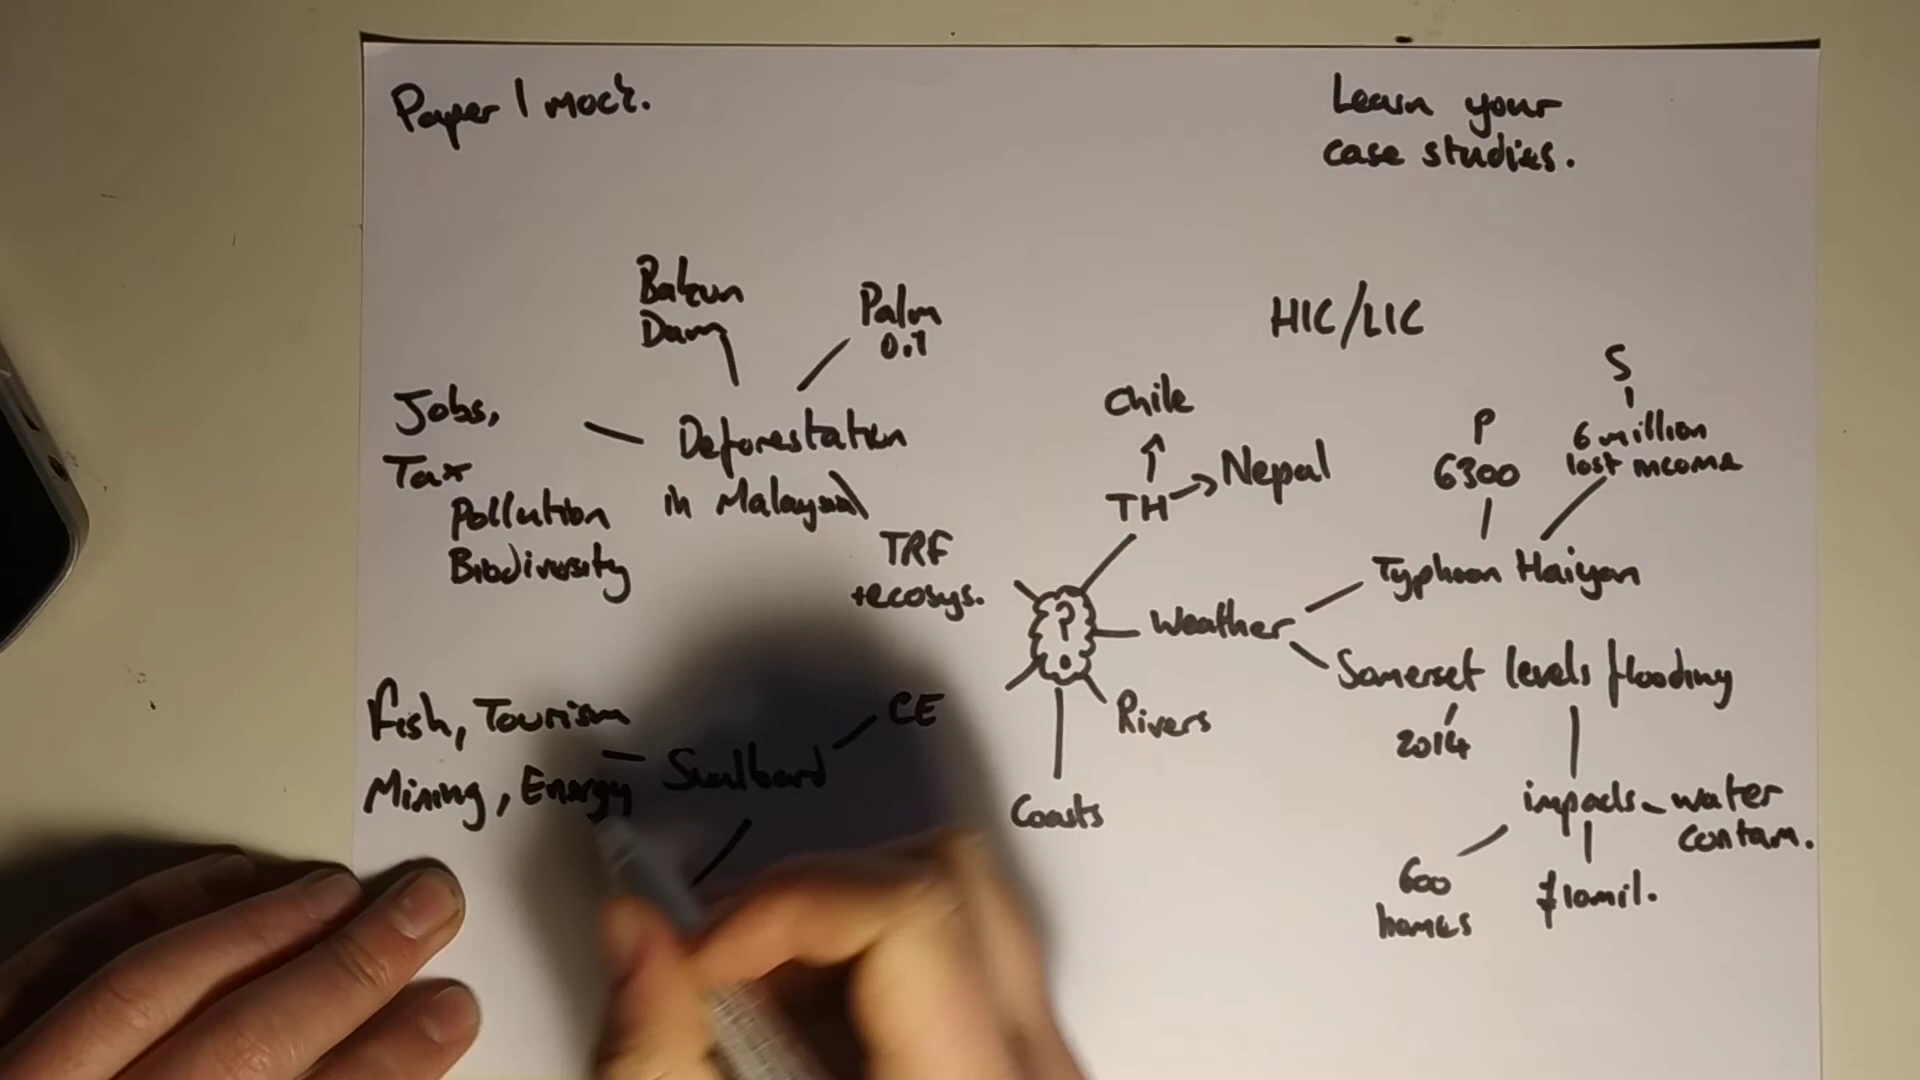 Paper 1 mock.
Learn your
case studies.
Bakun
Dam
Palm
Oil
HIC/LIC
Jobs,
Tax
Pollution
Biodiversity
Deforestation
in Malaysia
TRF
+ecosys.
Chile
Nepal
TH
P
6300
S
6 million
lost income
Typhoon Haiyan
?
Weather
Somerset levels flooding
2014
impacts - water
contam.
600
homes
£10mil.
Rivers
Coasts
Fish, Tourism
Mining, Energy
Svalbard
CE